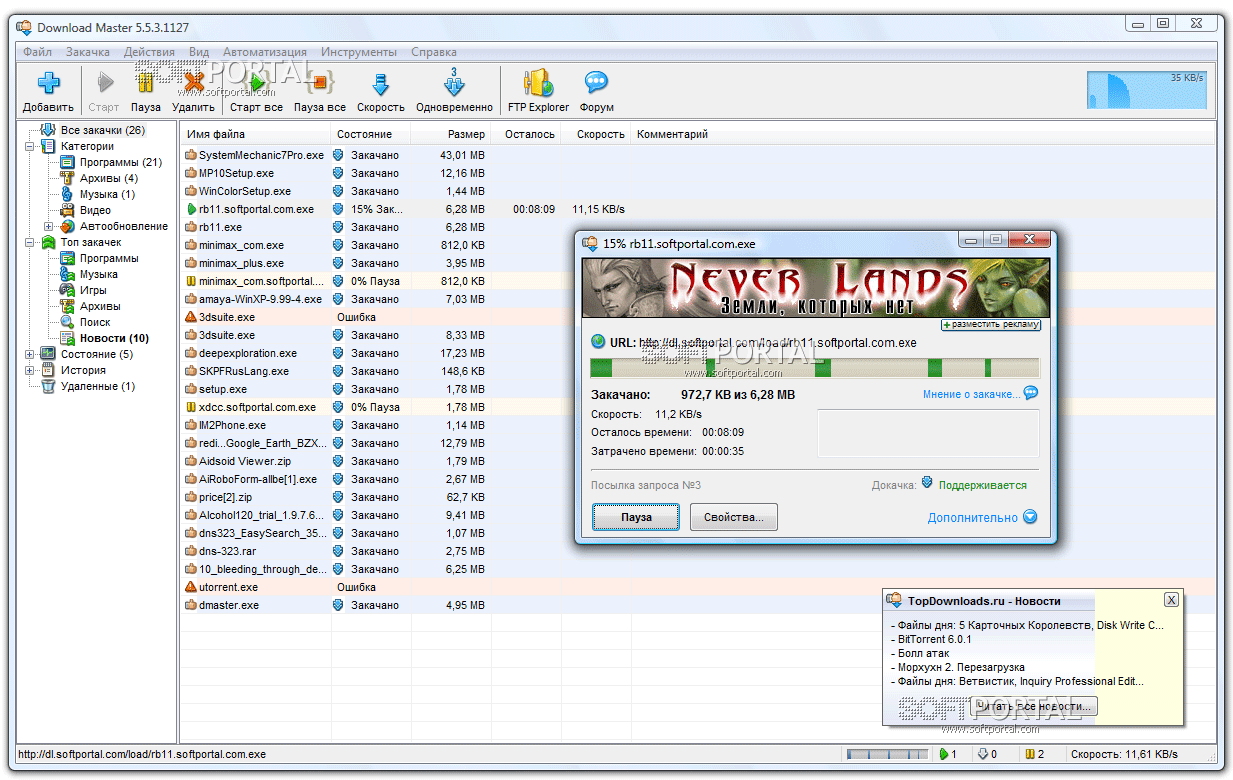 Download Master 5.5.3.1127
Файл Закачка Действия Вид Автоматизация Инструменты Справка
Добавить Старт Пауза Удалить Старт все Пауза все Скорость 3 Одновременно FTP Explorer Форум 35 KB/s
SOFTPORTAL
www.softportal.com
Все закачки (26)
Категории
Программы (21)
Архивы (4)
Музыка (1)
Видео
Автообновление
Топ закачек
Программы
Музыка
Игры
Архивы
Поиск
Новости (10)
Состояние (5)
История
Удаленные (1)
Имя файла Состояние Размер Осталось Скорость Комментарий
SystemMechanic7Pro.exe Закачано 43,01 MB
MP10Setup.exe Закачано 12,16 MB
WinColorSetup.exe Закачано 1,44 MB
rb11.softportal.com.exe 15% Зак... 6,28 MB 00:08:09 11,15 KB/s
rb11.exe Закачано 6,28 MB
minimax_com.exe Закачано 812,0 KB
minimax_plus.exe Закачано 3,95 MB
minimax_com.softportal.... 0% Пауза 812,0 KB
amaya-WinXP-9.99-4.exe Закачано 7,03 MB
3dsuite.exe Ошибка
3dsuite.exe Закачано 8,33 MB
deepexploration.exe Закачано 17,23 MB
SKPFRusLang.exe Закачано 148,6 KB
setup.exe Закачано 1,78 MB
xdcc.softportal.com.exe 0% Пауза 1,78 MB
IM2Phone.exe Закачано 1,14 MB
redi...Google_Earth_BZX... Закачано 12,79 MB
Aidsoid Viewer.zip Закачано 1,79 MB
AiRoboForm-allbe[1].exe Закачано 2,67 MB
price[2].zip Закачано 62,7 KB
Alcohol120_trial_1.9.7.6... Закачано 9,41 MB
dns323_EasySearch_35... Закачано 1,07 MB
dns-323.rar Закачано 2,75 MB
10_bleeding_through_de... Закачано 6,25 MB
utorrent.exe Ошибка
dmaster.exe Закачано 4,95 MB
15% rb11.softportal.com.exe
Never Lands
Земли, которых нет
разместить рекламу
URL: http://dl.softportal.com/load/rb11.softportal.com.exe
SOFTPORTAL
www.softportal.com
Закачано: 972,7 KB из 6,28 MB
Мнение о закачке...
Скорость: 11,2 KB/s
Осталось времени: 00:08:09
Затрачено времени: 00:00:35
Посылка запроса №3
Докачка: Поддерживается
Пауза Свойства... Дополнительно
TopDownloads.ru - Новости X
- Файлы дня: 5 Карточных Королевств, Disk Write C...
- BitTorrent 6.0.1
- Болл атак
- Морхухн 2. Перезагрузка
- Файлы дня: Ветвистик, Inquiry Professional Edit...
Читать все новости...
SOFTPORTAL
www.softportal.com
http://dl.softportal.com/load/rb11.softportal.com.exe 1 0 2 Скорость: 11,61 KB/s